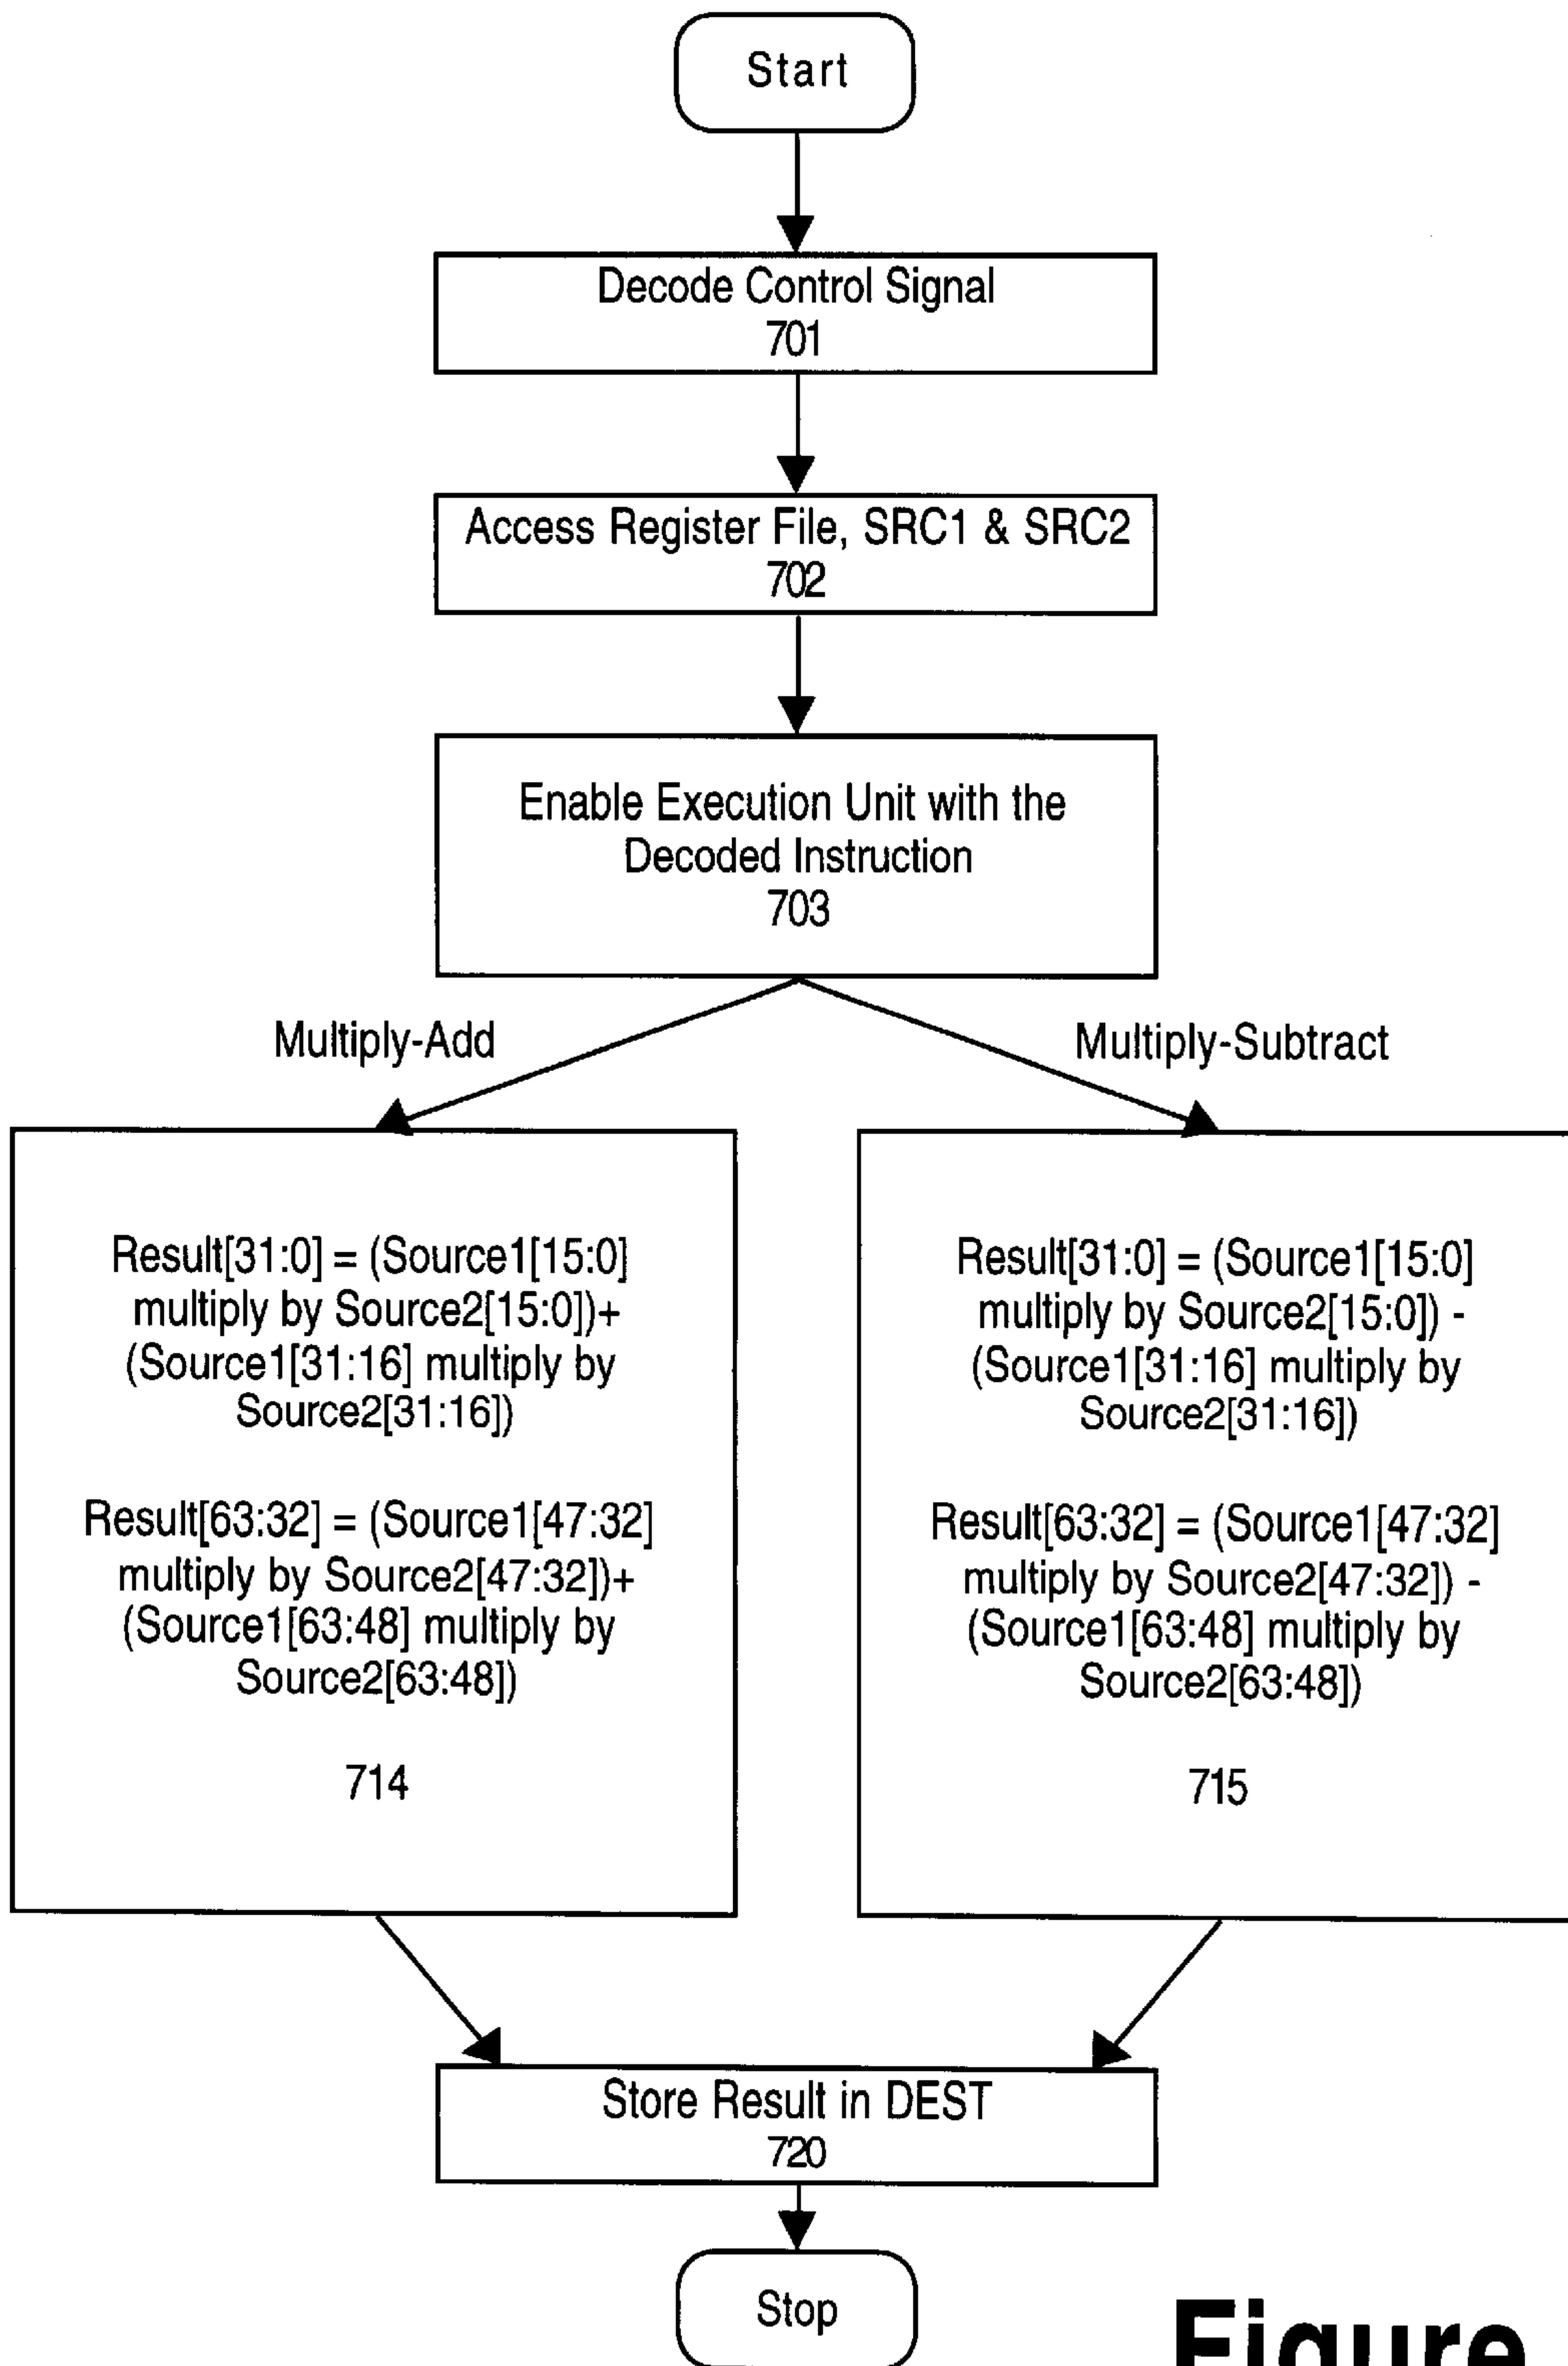 Start
Decode Control Signal
701
Access Register File, SRC1 & SRC2
702
Enable Execution Unit with the
Decoded Instruction
703
Multiply-Add
Multiply-Subtract
Result[31:0] = (Source1[15:0]
multiply by Source2[15:0])+
(Source1[31:16] multiply by
Source2[31:16])
Result[63:32] = (Source1[47:32]
multiply by Source2[47:32])+
(Source1[63:48] multiply by
Source2[63:48])
714
Result[31:0] = (Source1[15:0]
multiply by Source2[15:0]) -
(Source1[31:16] multiply by
Source2[31:16])
Result[63:32] = (Source1[47:32]
multiply by Source2[47:32]) -
(Source1[63:48] multiply by
Source2[63:48])
715
Store Result in DEST
720
Stop
Figure